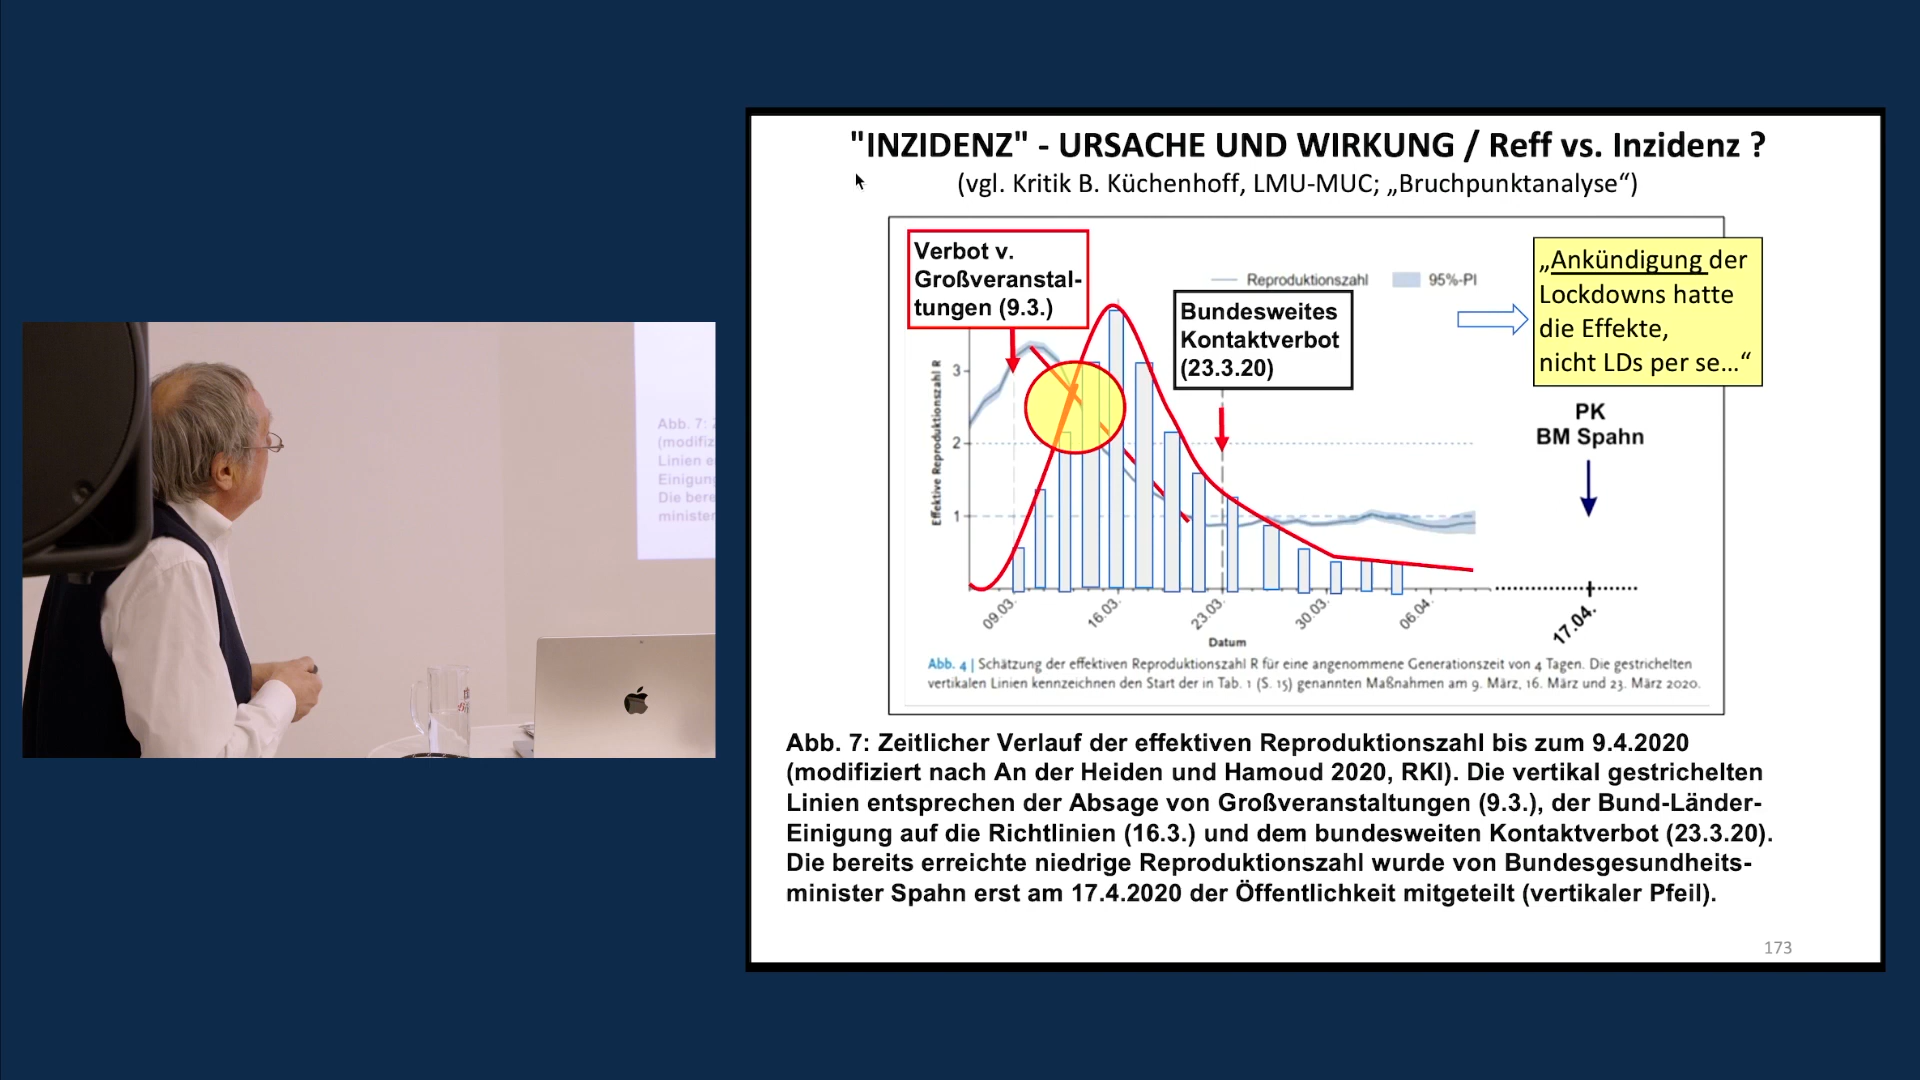 "INZIDENZ" - URSACHE UND WIRKUNG / Reff vs. Inzidenz ?
(vgl. Kritik B. Küchenhoff, LMU-MUC; „Bruchpunktanalyse“)
Verbot v.
Großveranstal-
tungen (9.3.)
Reproduktionszahl
95%-PI
Bundesweites
Kontaktverbot
(23.3.20)
„Ankündigung der
Lockdowns hatte
die Effekte,
nicht LDs per se...“
PK
BM Spahn
Effektive Reproduktionszahl R
3
2
1
09.03.
16.03.
23.03.
30.03.
06.04.
17.04.
Datum
Abb. 4 | Schätzung der effektiven Reproduktionszahl R für eine angenommene Generationszeit von 4 Tagen. Die gestrichelten
vertikalen Linien kennzeichnen den Start der in Tab. 1 (S. 15) genannten Maßnahmen am 9. März, 16. März und 23. März 2020.
Abb. 7: Zeitlicher Verlauf der effektiven Reproduktionszahl bis zum 9.4.2020
(modifiziert nach An der Heiden und Hamoud 2020, RKI). Die vertikal gestrichelten
Linien entsprechen der Absage von Großveranstaltungen (9.3.), der Bund-Länder-
Einigung auf die Richtlinien (16.3.) und dem bundesweiten Kontaktverbot (23.3.20).
Die bereits erreichte niedrige Reproduktionszahl wurde von Bundesgesundheits-
minister Spahn erst am 17.4.2020 der Öffentlichkeit mitgeteilt (vertikaler Pfeil).
173
Abb. 7:
(modifiz
Linien e
Einigun
Die bere
minister